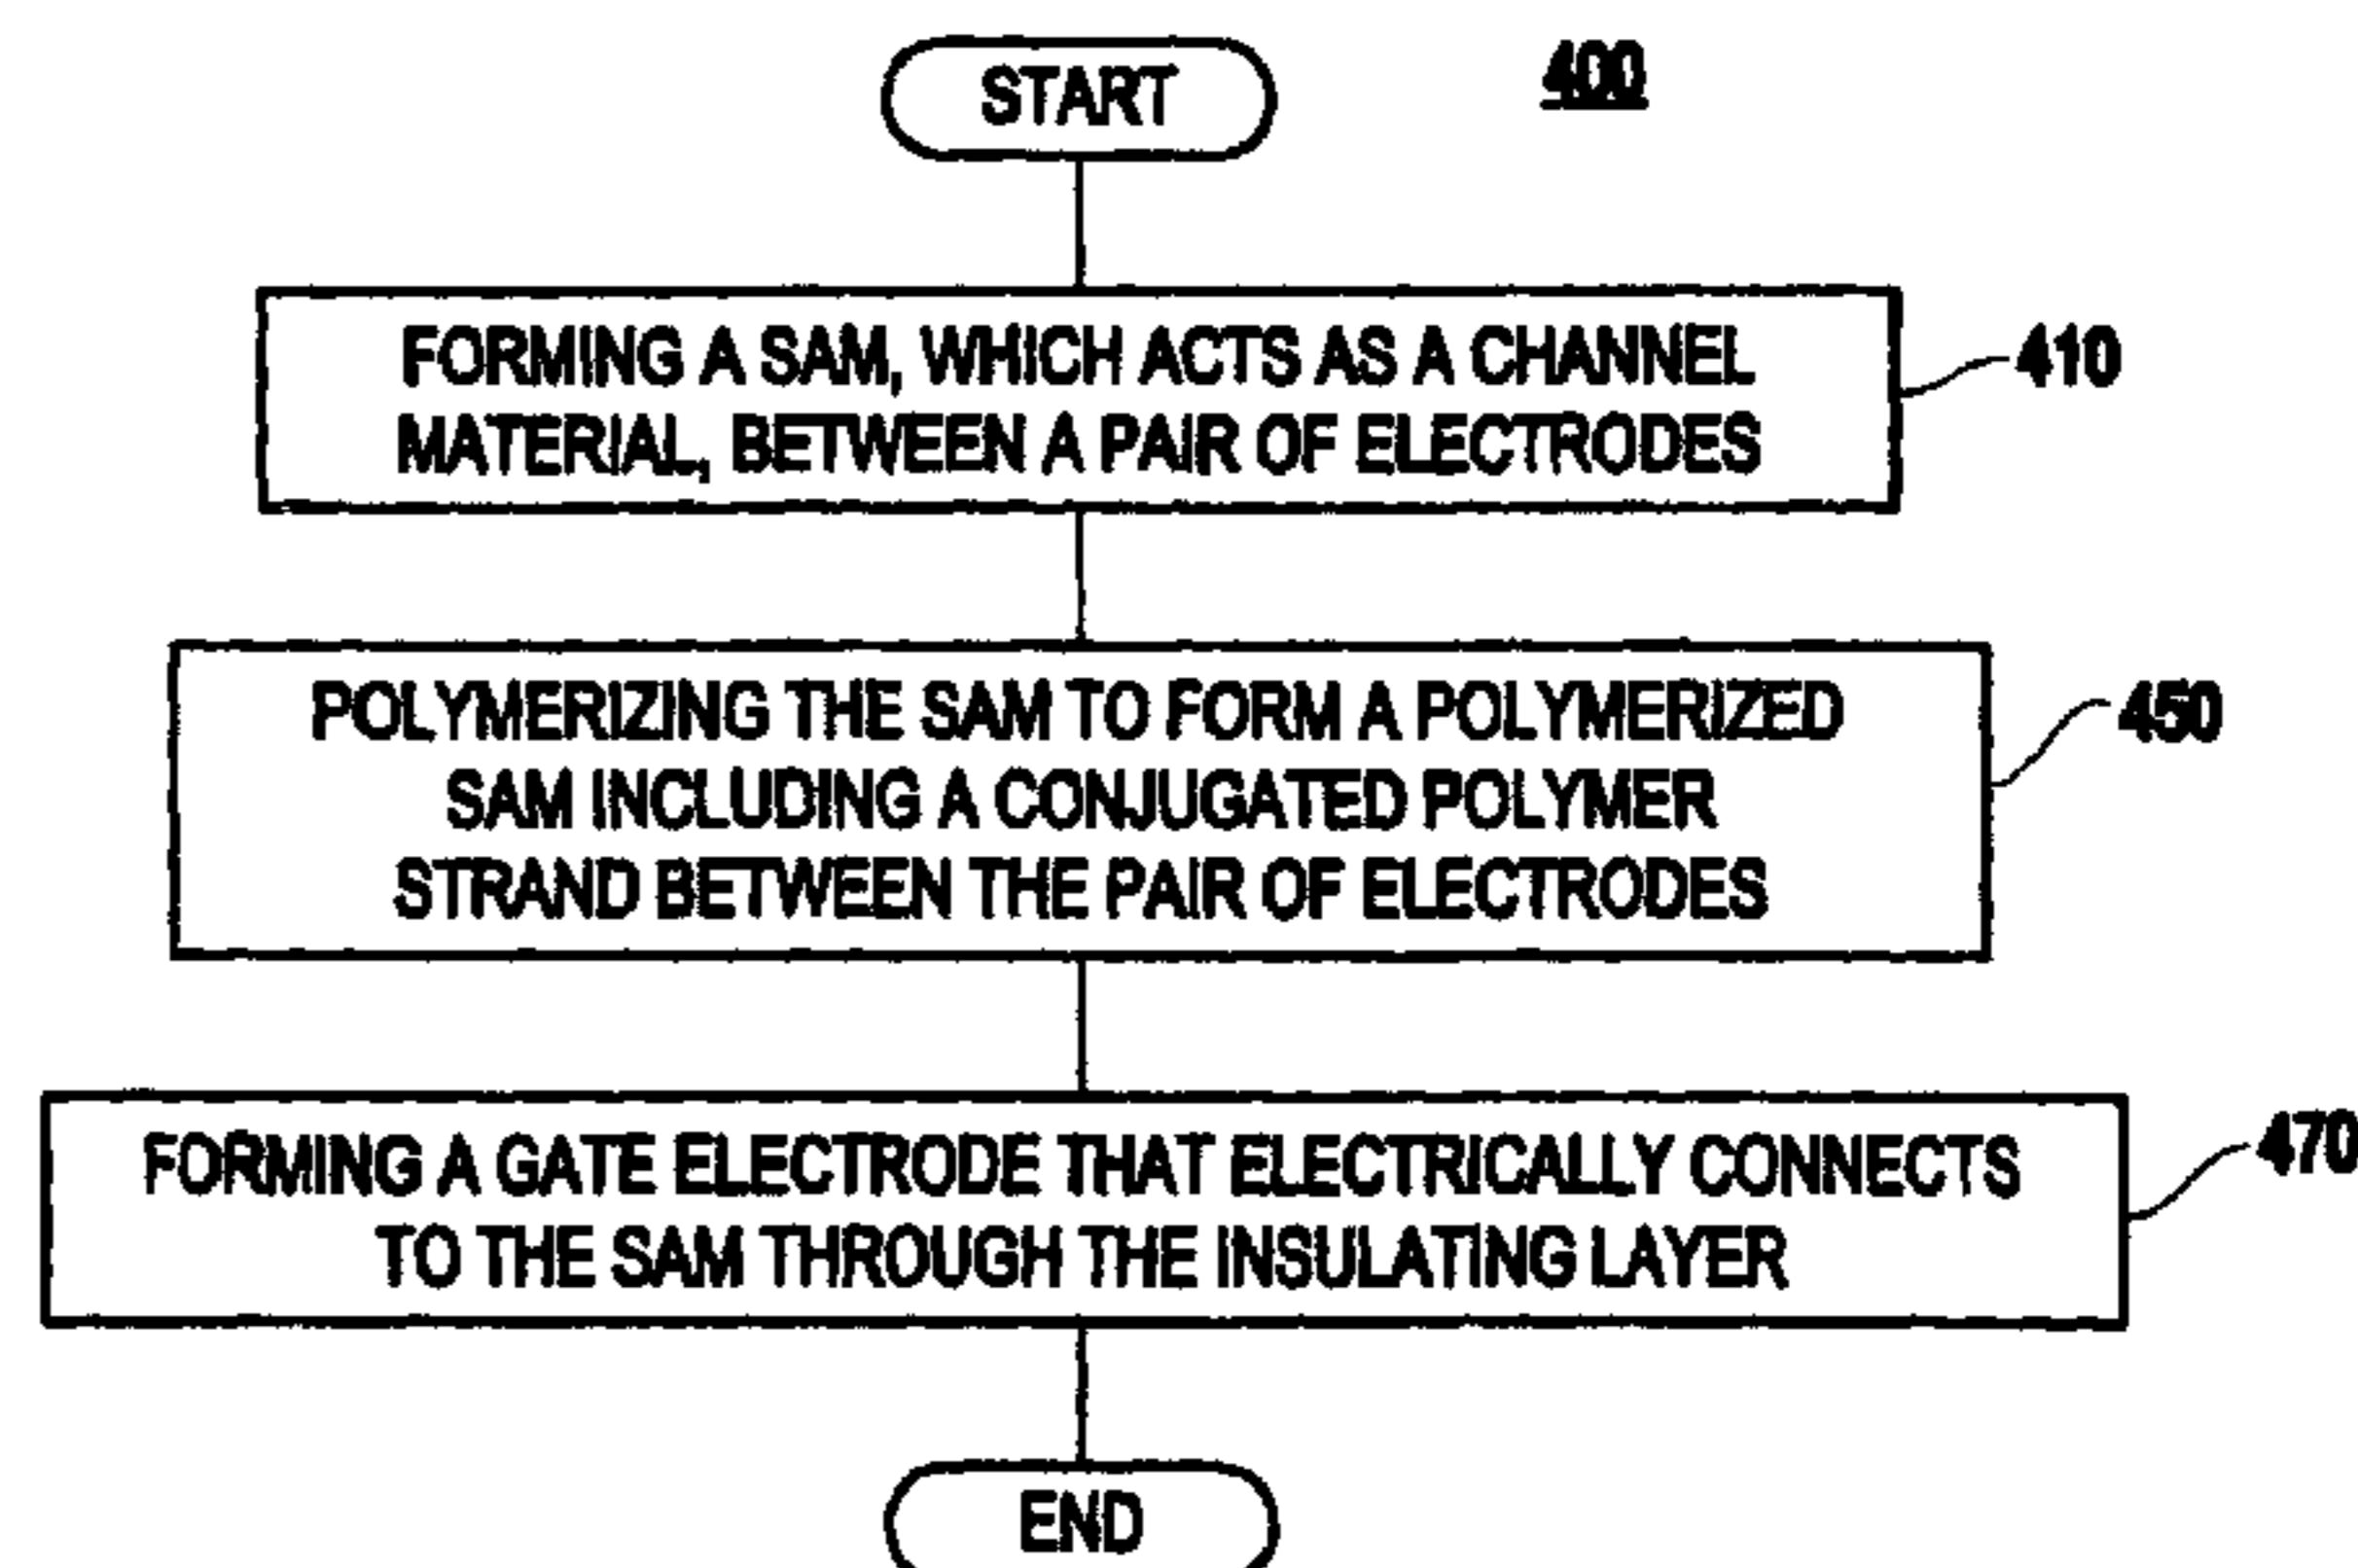 START
400
FORMING A SAM, WHICH ACTS AS A CHANNEL
MATERIAL, BETWEEN A PAIR OF ELECTRODES
410
POLYMERIZING THE SAM TO FORM A POLYMERIZED
SAM INCLUDING A CONJUGATED POLYMER
STRAND BETWEEN THE PAIR OF ELECTRODES
450
FORMING A GATE ELECTRODE THAT ELECTRICALLY CONNECTS
TO THE SAM THROUGH THE INSULATING LAYER
470
END